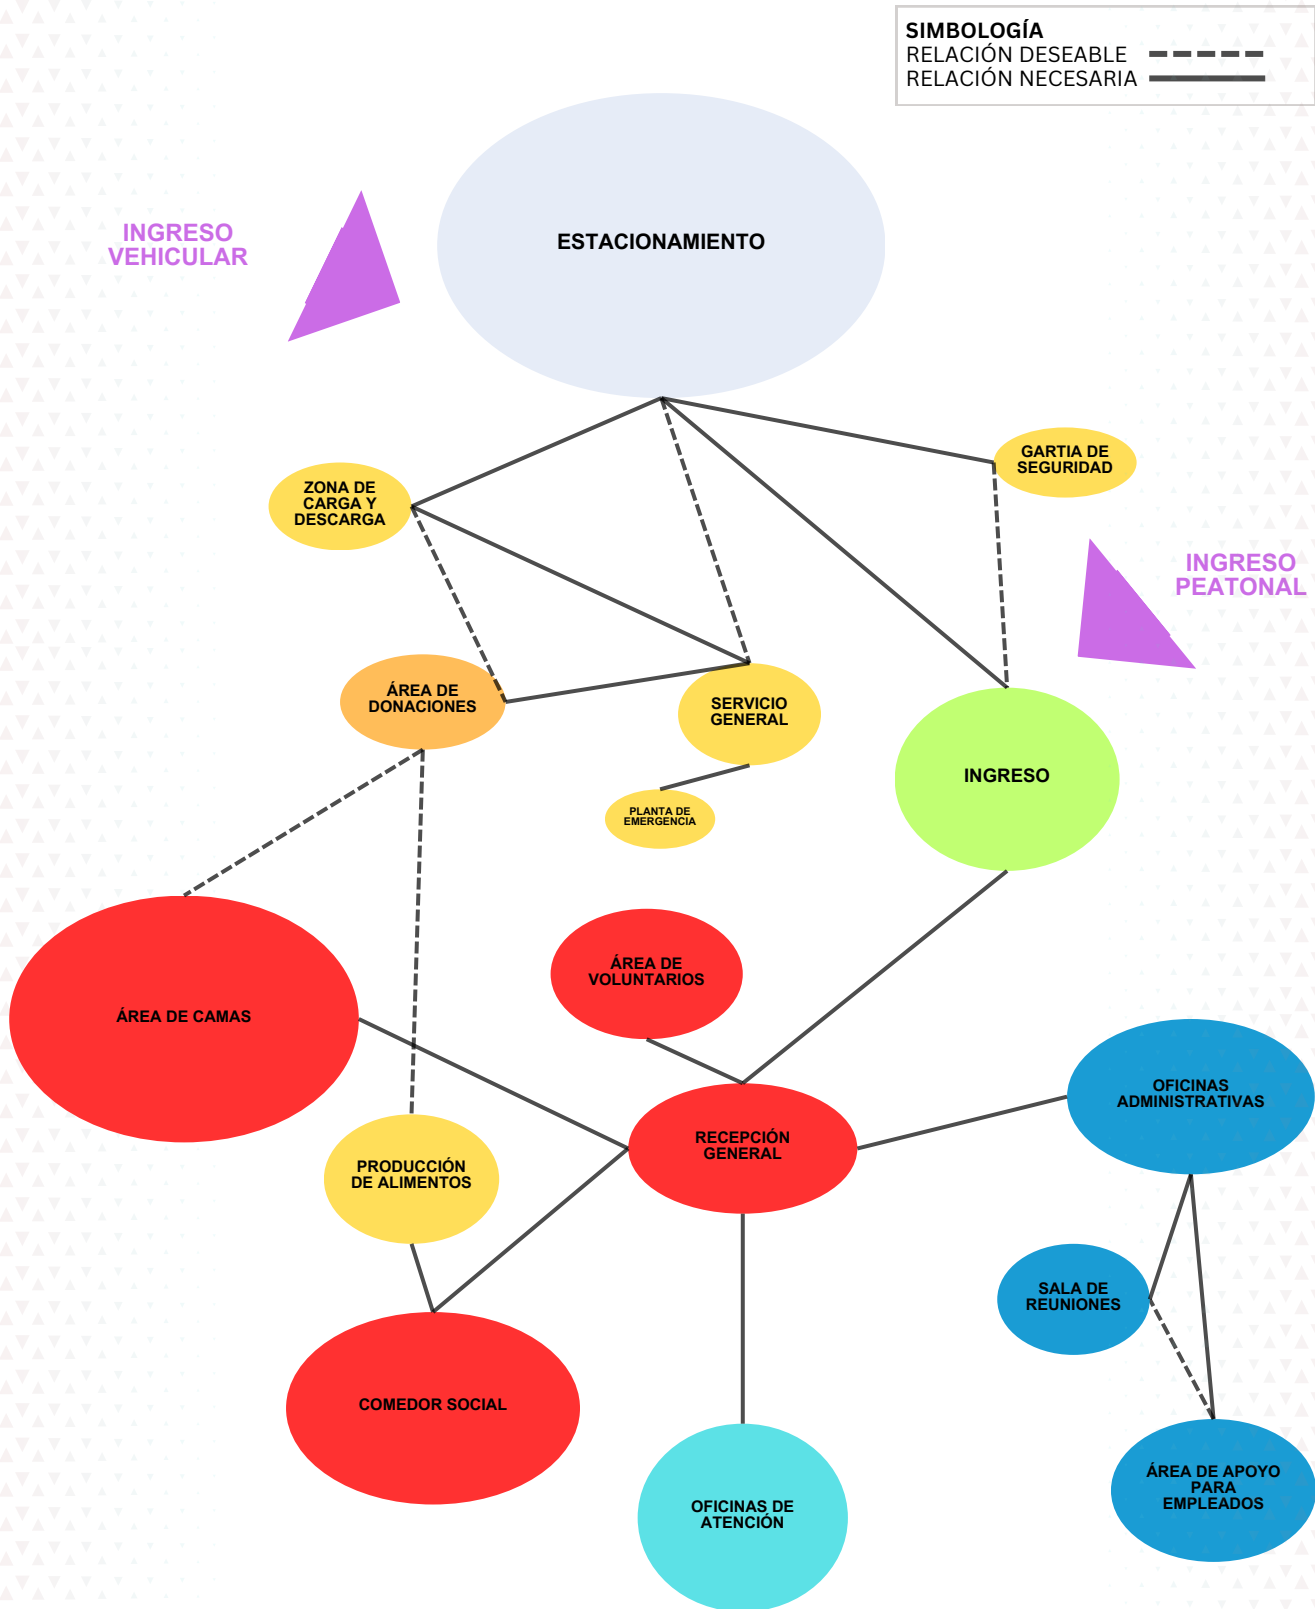 SIMBOLOGÍA
RELACIÓN DESEABLE
RELACIÓN NECESARIA
INGRESO
VEHICULAR
ESTACIONAMIENTO
GARTIA DE
SEGURIDAD
ZONA DE
CARGA Y
DESCARGA
INGRESO
PEATONAL
ÁREA DE
DONACIONES
SERVICIO
GENERAL
INGRESO
PLANTA DE
EMERGENCIA
ÁREA DE
VOLUNTARIOS
ÁREA DE CAMAS
OFICINAS
ADMINISTRATIVAS
RECEPCIÓN
GENERAL
PRODUCCIÓN
DE ALIMENTOS
SALA DE
REUNIONES
COMEDOR SOCIAL
ÁREA DE APOYO
PARA
EMPLEADOS
OFICINAS DE
ATENCIÓN